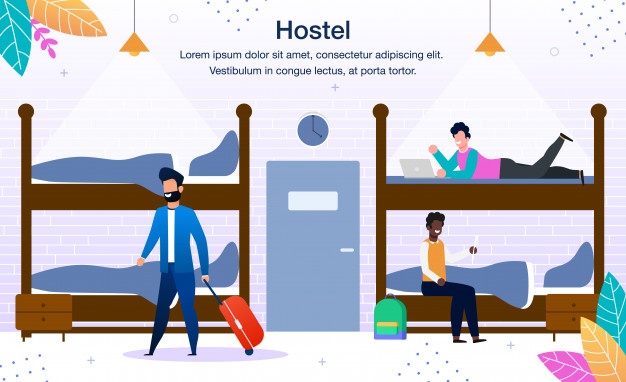 Hostel
Lorem ipsum dolor sit amet, consectetur adipiscing elit.
Vestibulum in congue lectus, at porta tortor.